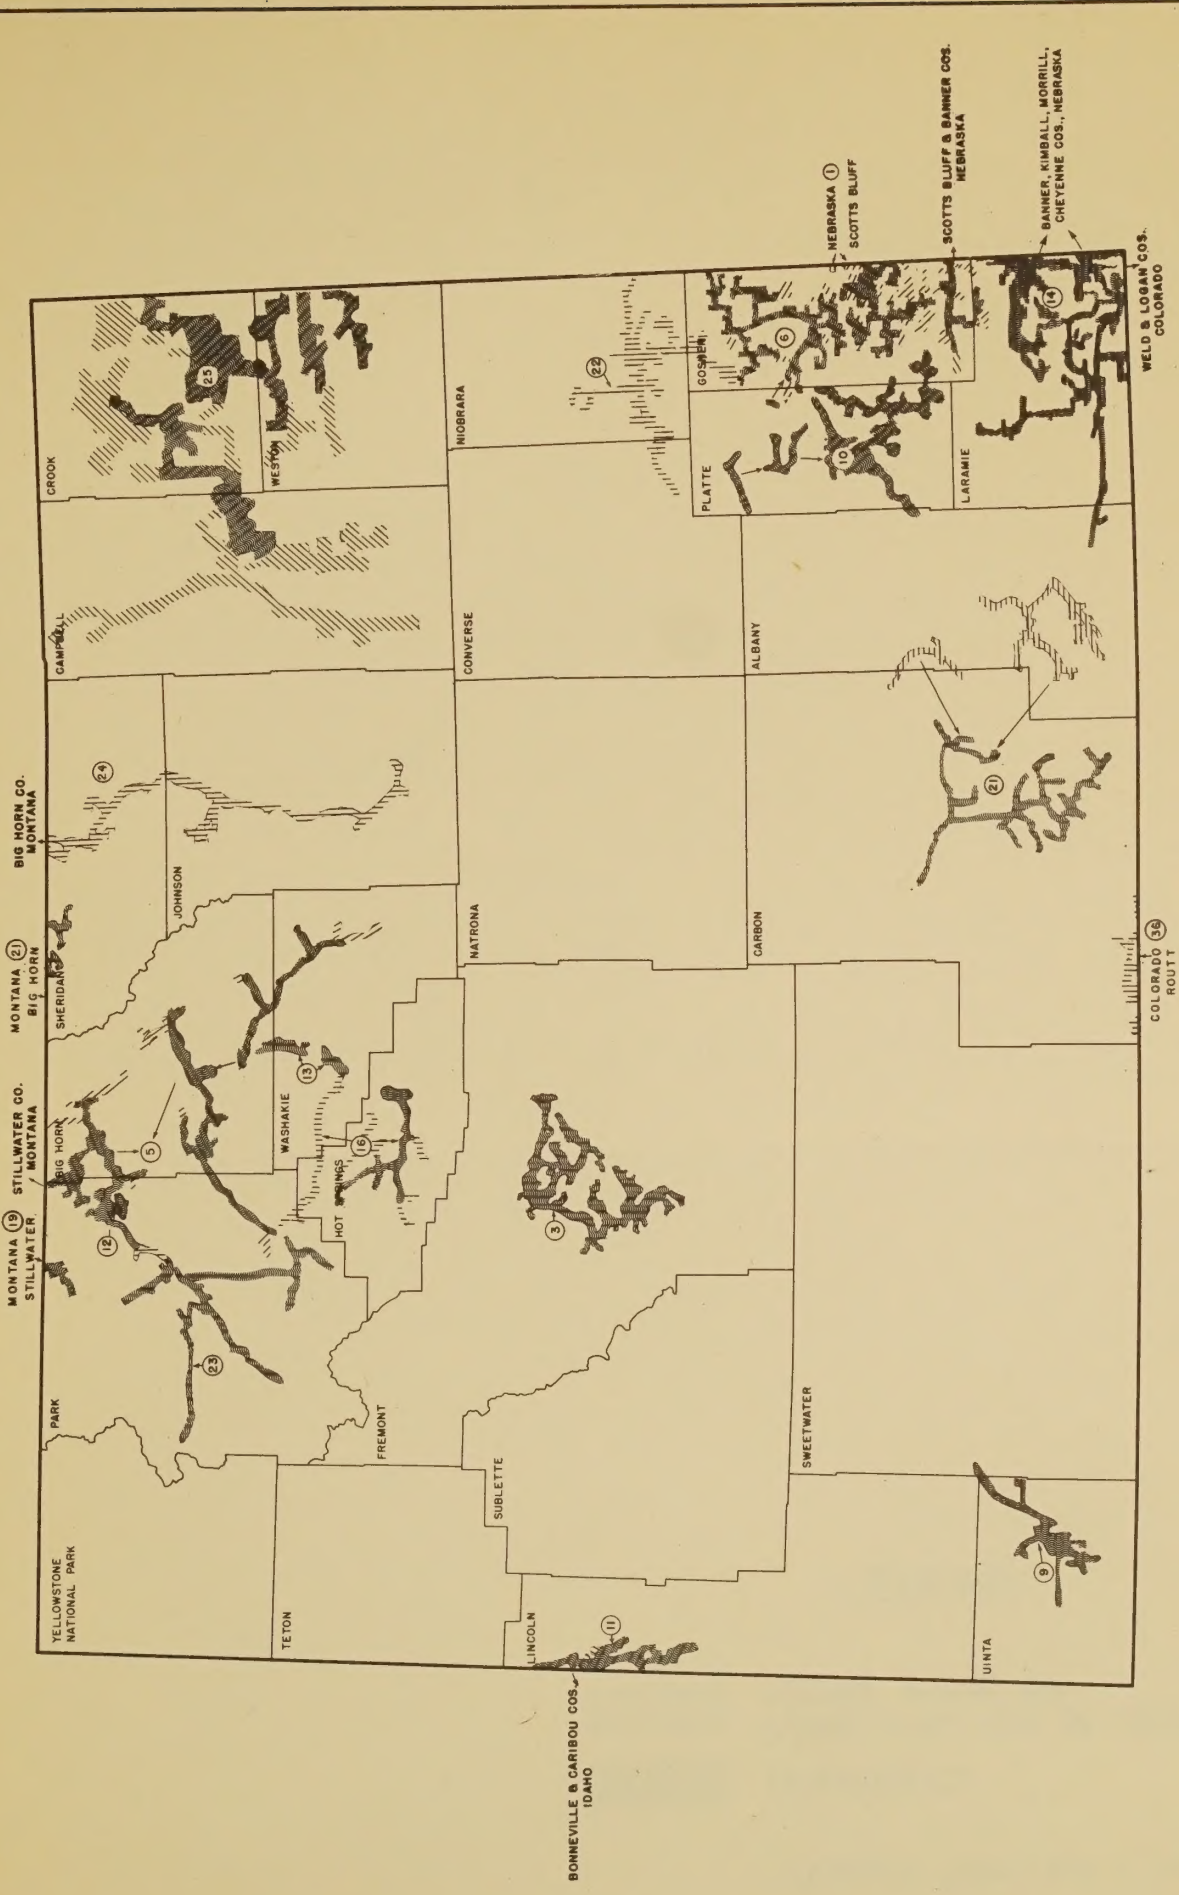 MONTANA (19)
STILLWATER
STILLWATER CO.
MONTANA
MONTANA (21)
BIG HORN
BIG HORN CO.
MONTANA
YELLOWSTONE
NATIONAL PARK
PARK
BIG HORN
SHERIDAN
CAMPBELL
CROOK
5
12
23
24
25
JOHNSON
WASHAKIE
13
WESTON
TETON
HOT SPRINGS
16
FREMONT
NATRONA
CONVERSE
NIOBRARA
22
SUBLETTE
LINCOLN
11
3
BONNEVILLE & CARIBOU COS.
IDAHO
PLATTE
10
GOSHEN
6
NEBRASKA (1)
SCOTTS BLUFF
SCOTTS BLUFF & BANNER COS.
NEBRASKA
SWEETWATER
CARBON
21
ALBANY
LARAMIE
14
BANNER, KIMBALL, MORRILL,
CHEYENNE COS., NEBRASKA
UINTA
9
COLORADO (36)
ROUTT
WELD & LOGAN COS.
COLORADO